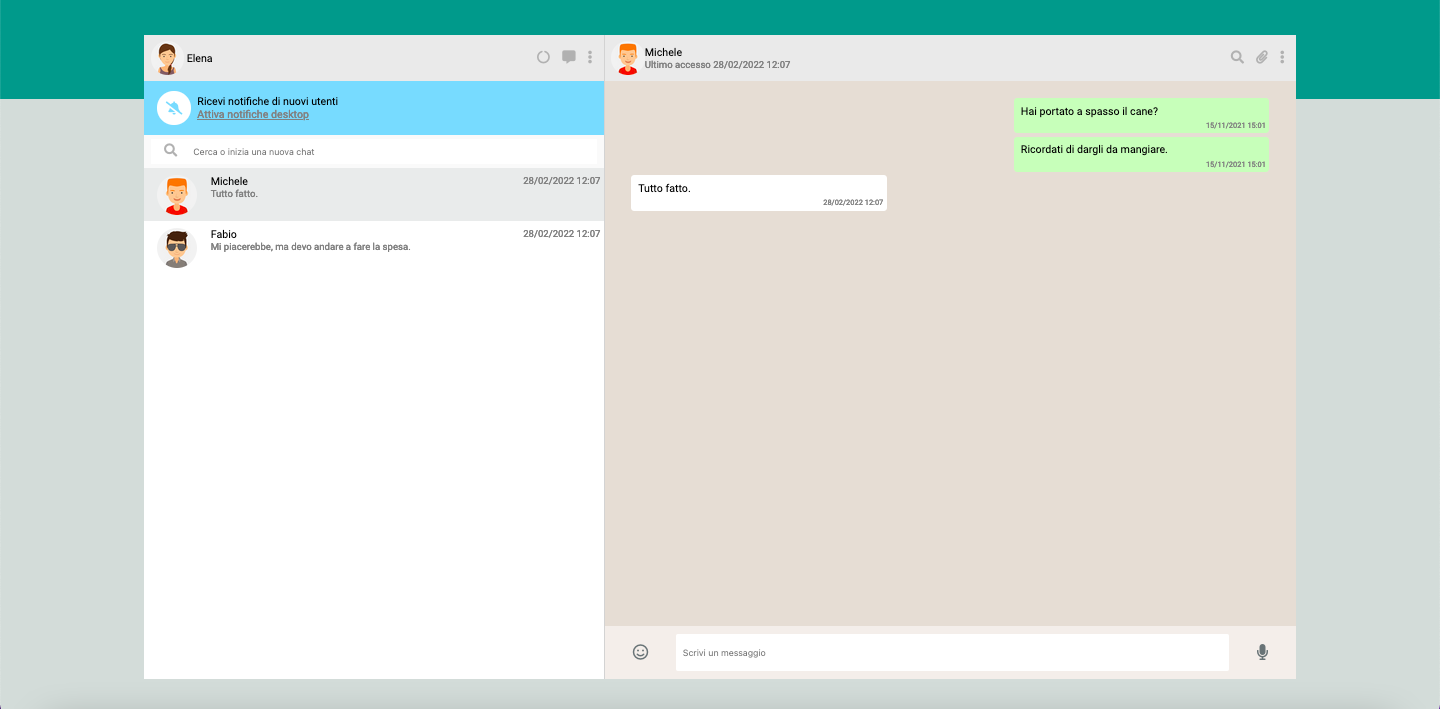 Elena
Ricevi notifiche di nuovi utenti
Attiva notifiche desktop
Cerca o inizia una nuova chat
Michele 28/02/2022 12:07
Tutto fatto.
Fabio 28/02/2022 12:07
Mi piacerebbe, ma devo andare a fare la spesa.
Michele
Ultimo accesso 28/02/2022 12:07
Hai portato a spasso il cane?
15/11/2021 15:01
Ricordati di dargli da mangiare.
15/11/2021 15:01
Tutto fatto.
28/02/2022 12:07
Scrivi un messaggio